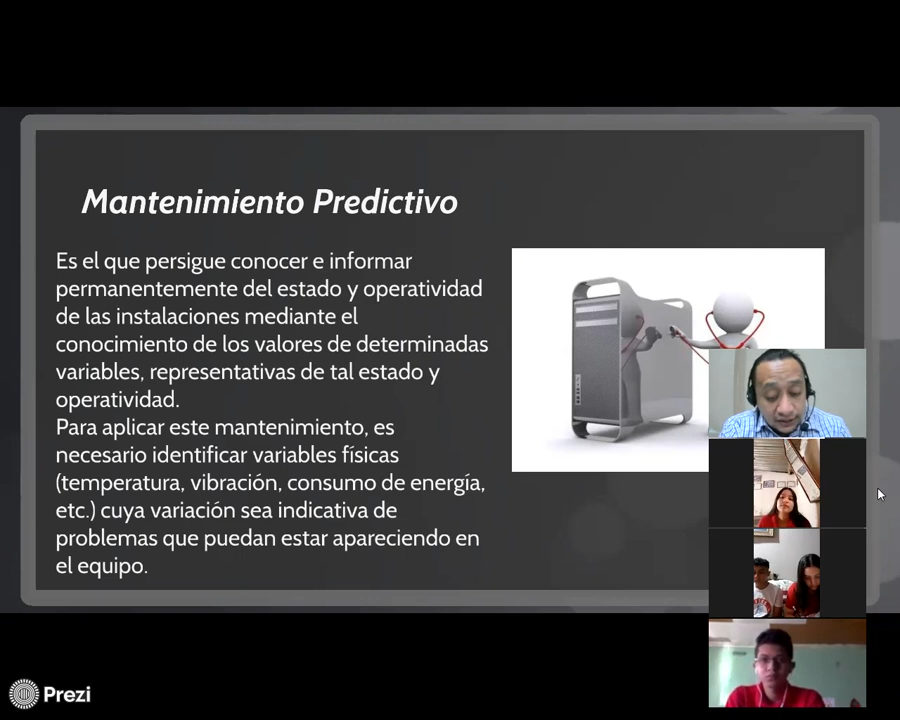 Mantenimiento Predictivo
Es el que persigue conocer e informar
permanentemente del estado y operatividad
de las instalaciones mediante el
conocimiento de los valores de determinadas
variables, representativas de tal estado y
operatividad.
Para aplicar este mantenimiento, es
necesario identificar variables físicas
(temperatura, vibración, consumo de energía,
etc.) cuya variación sea indicativa de
problemas que puedan estar apareciendo en
el equipo.
Prezi